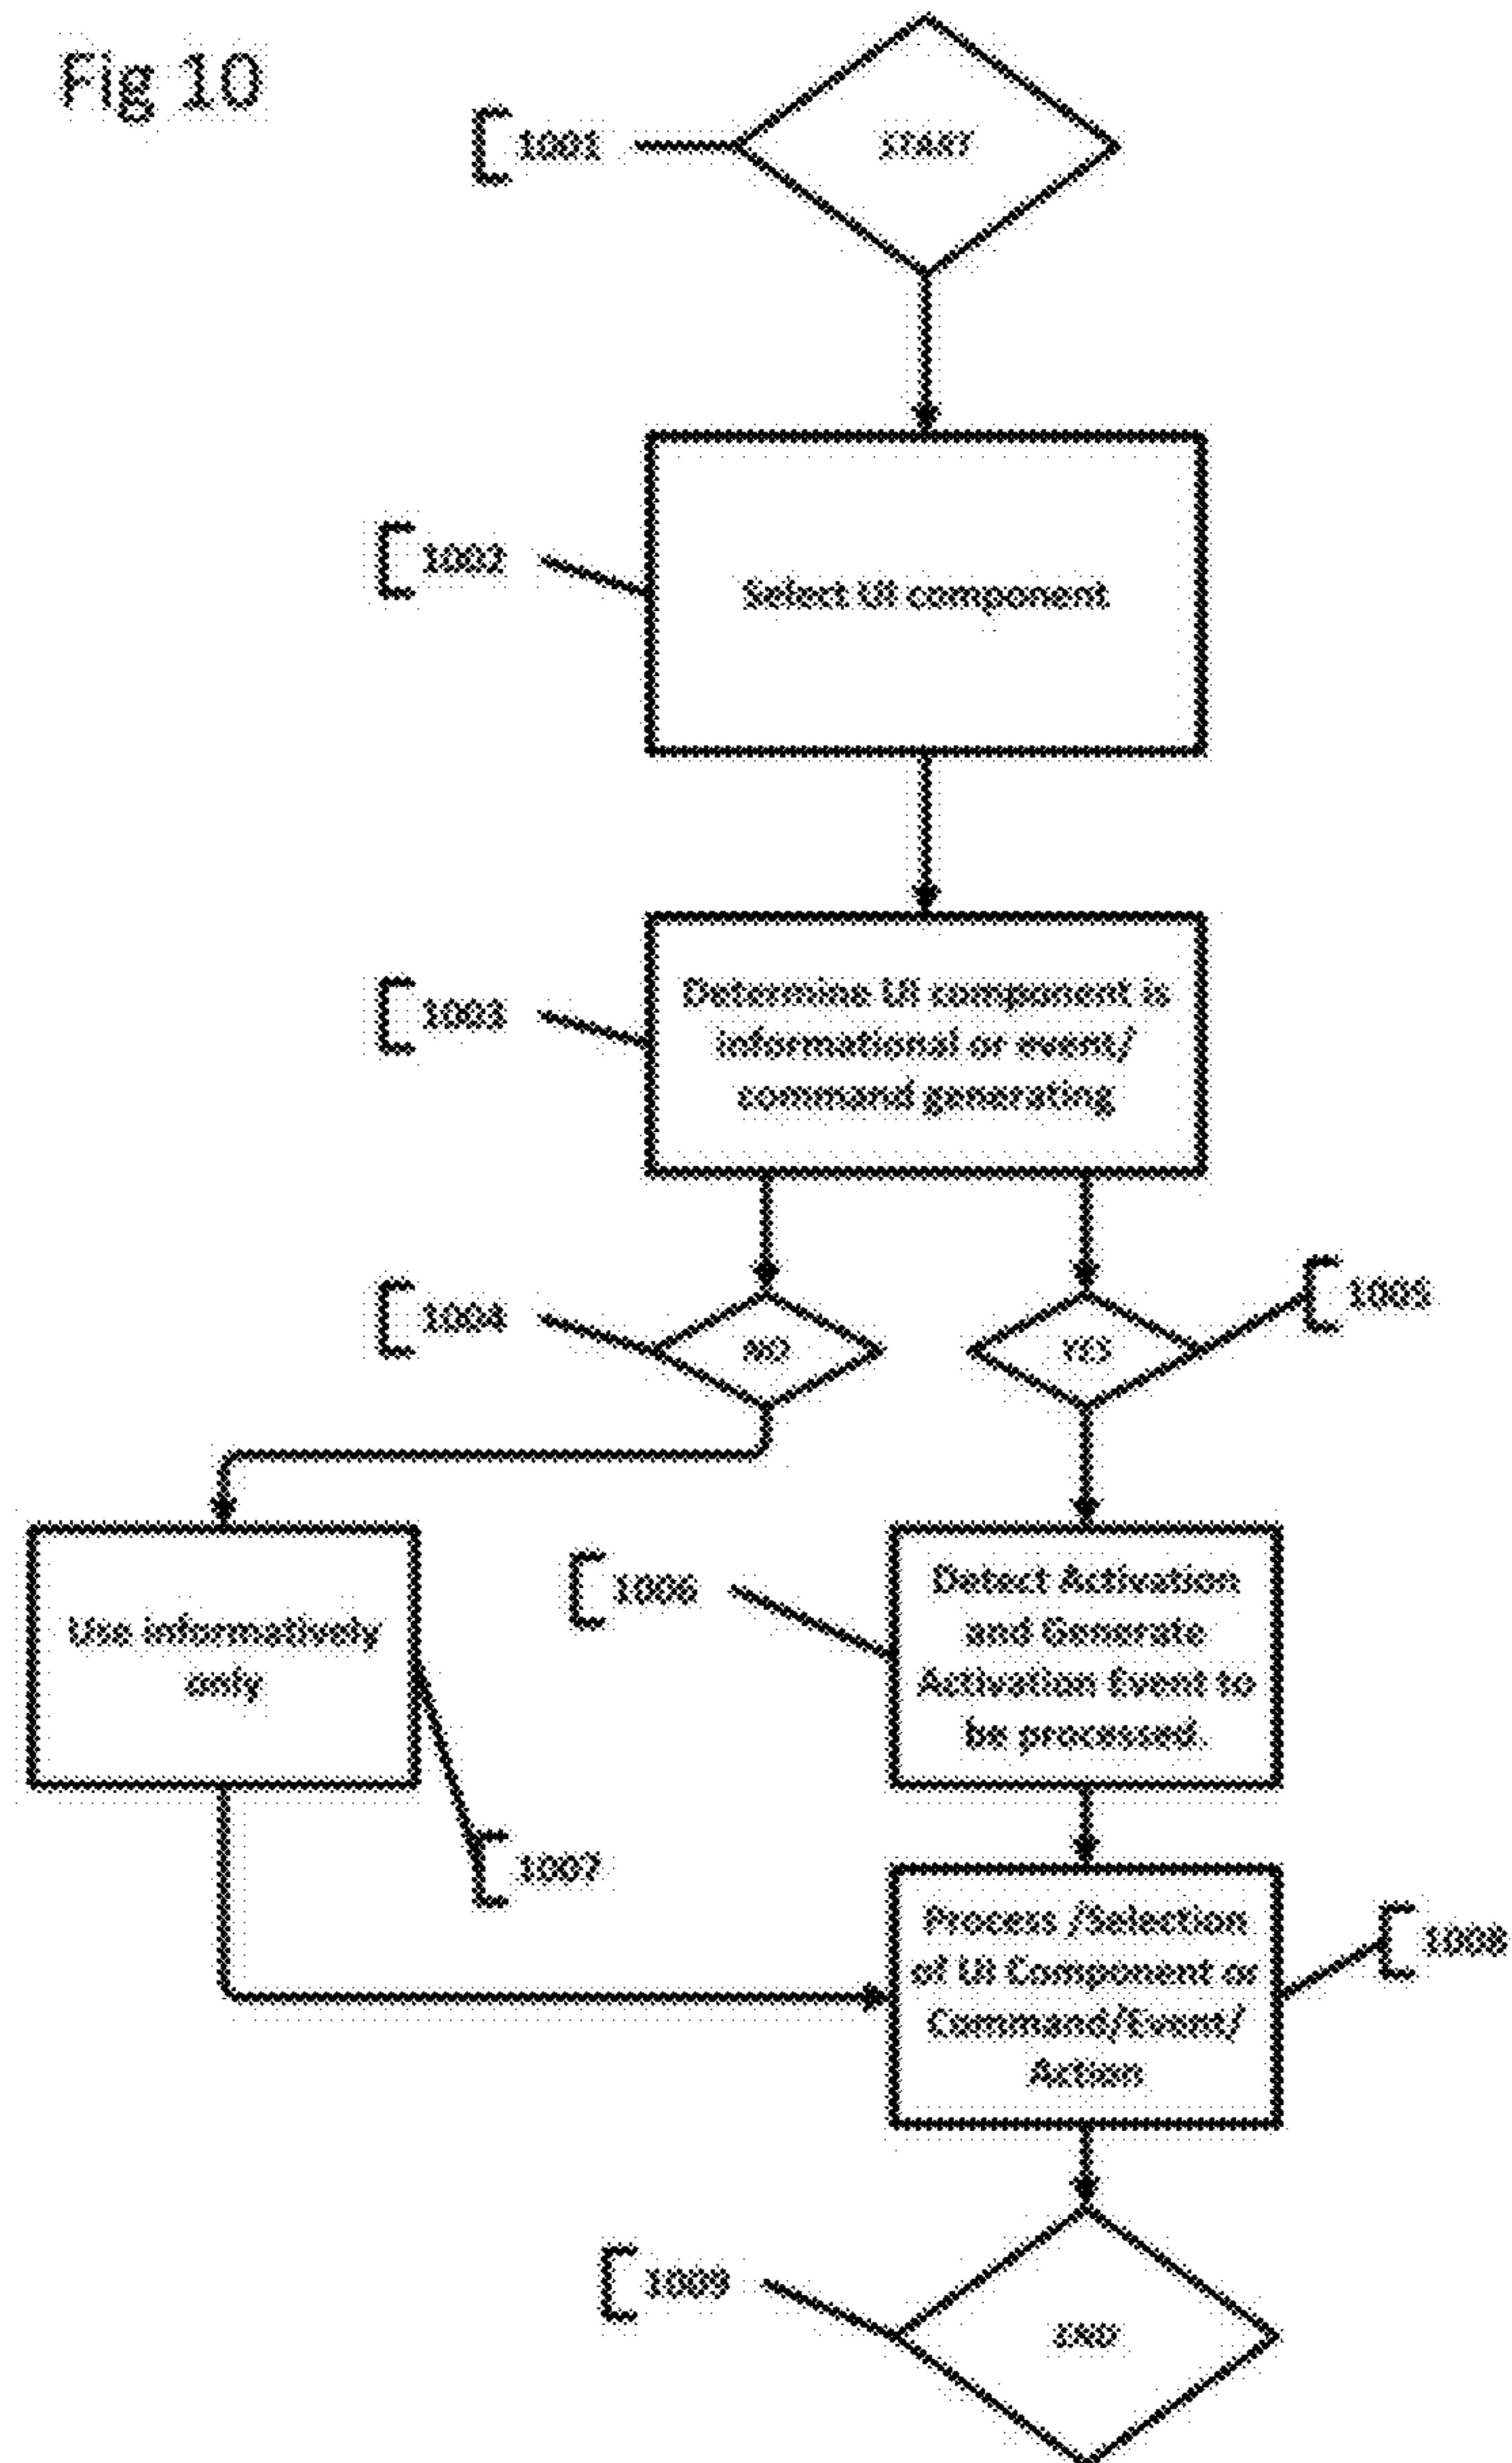 Fig 10
1001
START
1002
Select UI component
1003
Determine UI component is
informational or event/
command generating
1004
NO
YES
1005
Use informatively
only
1006
Detect Activation
and Generate
Activation Event to
be processed.
1007
Process /Selection
of UI Component or
Command/Event/
Action
1008
1009
END